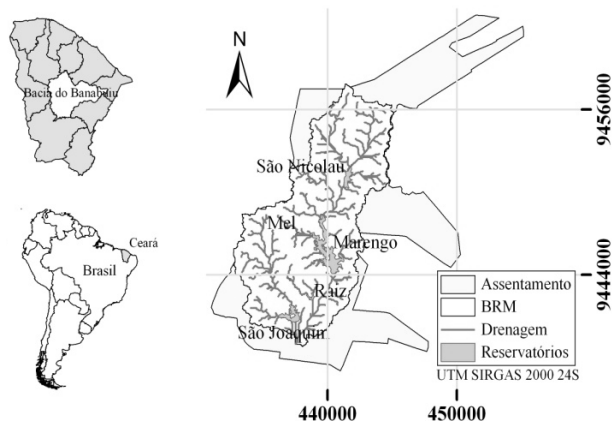 Bacia do Banabuiú
Ceará
Brasil
N
São Nicolau
Mel
Marengo
Raiz
São Joaquim
9456000
9444000
Assentamento
BRM
Drenagem
Reservatórios
UTM SIRGAS 2000 24S
440000
450000